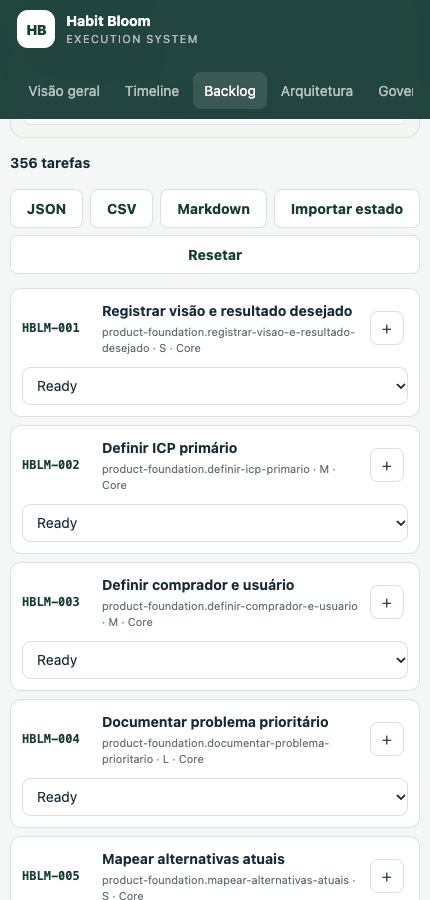 HB
Habit Bloom
EXECUTION SYSTEM
Visão geral
Timeline
Backlog
Arquitetura
356 tarefas
JSON
CSV
Markdown
Importar estado
Resetar
HBLM-001
Registrar visão e resultado desejado
product-foundation.registrar-visao-e-resultado-
desejado · S · Core
+
Ready
HBLM-002
Definir ICP primário
product-foundation.definir-icp-primario · M ·
Core
+
Ready
HBLM-003
Definir comprador e usuário
product-foundation.definir-comprador-e-usuario
· M · Core
+
Ready
HBLM-004
Documentar problema prioritário
product-foundation.documentar-problema-
prioritario · L · Core
+
Ready
HBLM-005
Mapear alternativas atuais
product-foundation.mapear-alternativas-atuais ·
S · Core
+